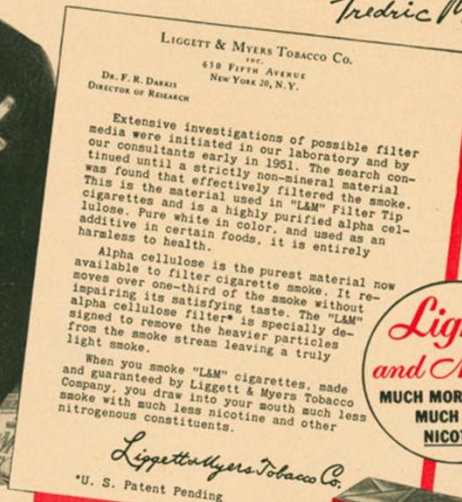 Fredric
LIGGETT & MYERS TOBACCO CO.
INC.
630 FIFTH AVENUE
NEW YORK 20, N.Y.
DR. F. R. DARKIS
DIRECTOR OF RESEARCH
Extensive investigations of possible filter
media were initiated in our laboratory and by
our consultants early in 1951. The search con-
tinued until a strictly non-mineral material
was found that effectively filtered the smoke.
This is the material used in "L&M" Filter Tip
cigarettes and is a highly purified alpha cel-
lulose. Pure white in color, and used as an
additive in certain foods, it is entirely
harmless to health.
Alpha cellulose is the purest material now
available to filter cigarette smoke. It re-
moves over one-third of the smoke without
impairing its satisfying taste. The "L&M"
alpha cellulose filter* is specially de-
signed to remove the heavier particles
from the smoke stream leaving a truly
light smoke.
When you smoke "L&M" cigarettes, made
and guaranteed by Liggett & Myers Tobacco
Company, you draw into your mouth much less
smoke with much less nicotine and other
nitrogenous constituents.
Liggett & Myers Tobacco Co.
*U. S. Patent Pending
Lig
and
MUCH MOR
MUCH
NICO